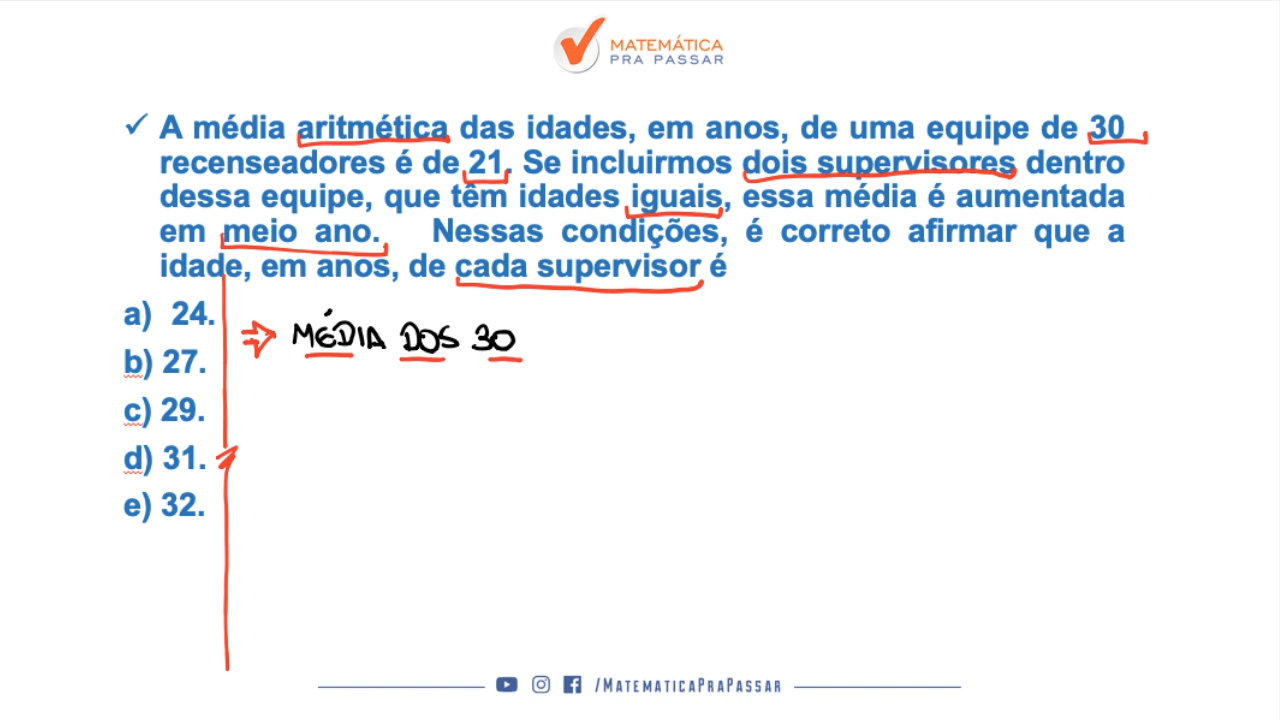 MATEMÁTICA
PRA PASSAR
✓ A média aritmética das idades, em anos, de uma equipe de 30
recenseadores é de 21. Se incluirmos dois supervisores dentro
dessa equipe, que têm idades iguais, essa média é aumentada
em meio ano. Nessas condições, é correto afirmar que a
idade, em anos, de cada supervisor é
a) 24.
⇒ MÉDIA DOS 30
b) 27.
c) 29.
d) 31.
e) 32.
/MATEMATICAPRAPASSAR